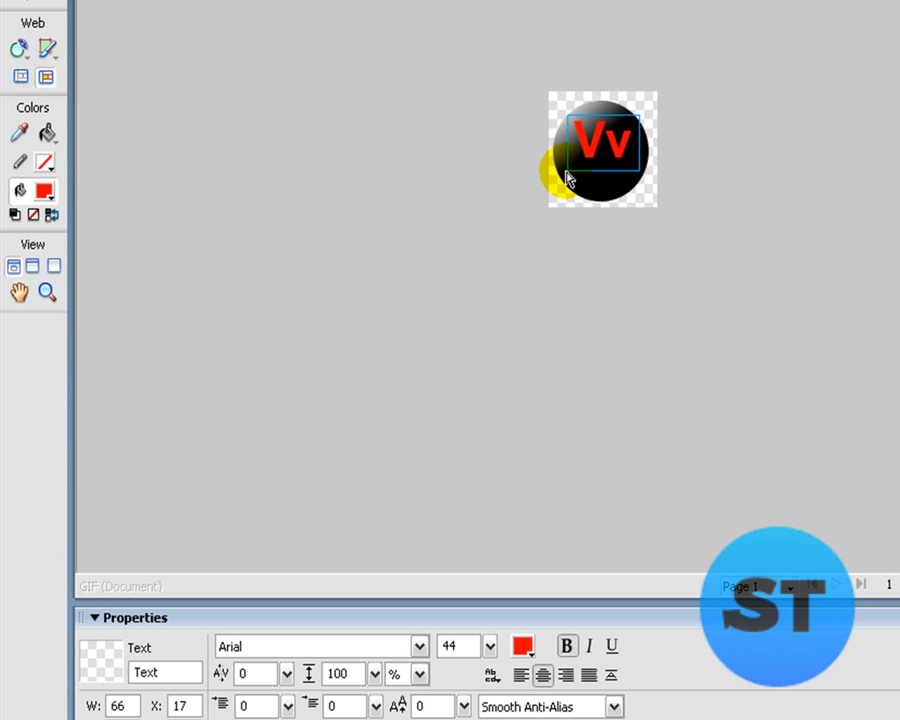 Web
Colors
View
Vv
GIF (Document)
Page 1
1
ST
Properties
Text
Arial
44
B I U
Text
0
100
%
W: 66
X: 17
0
0
0
Smooth Anti-Alias